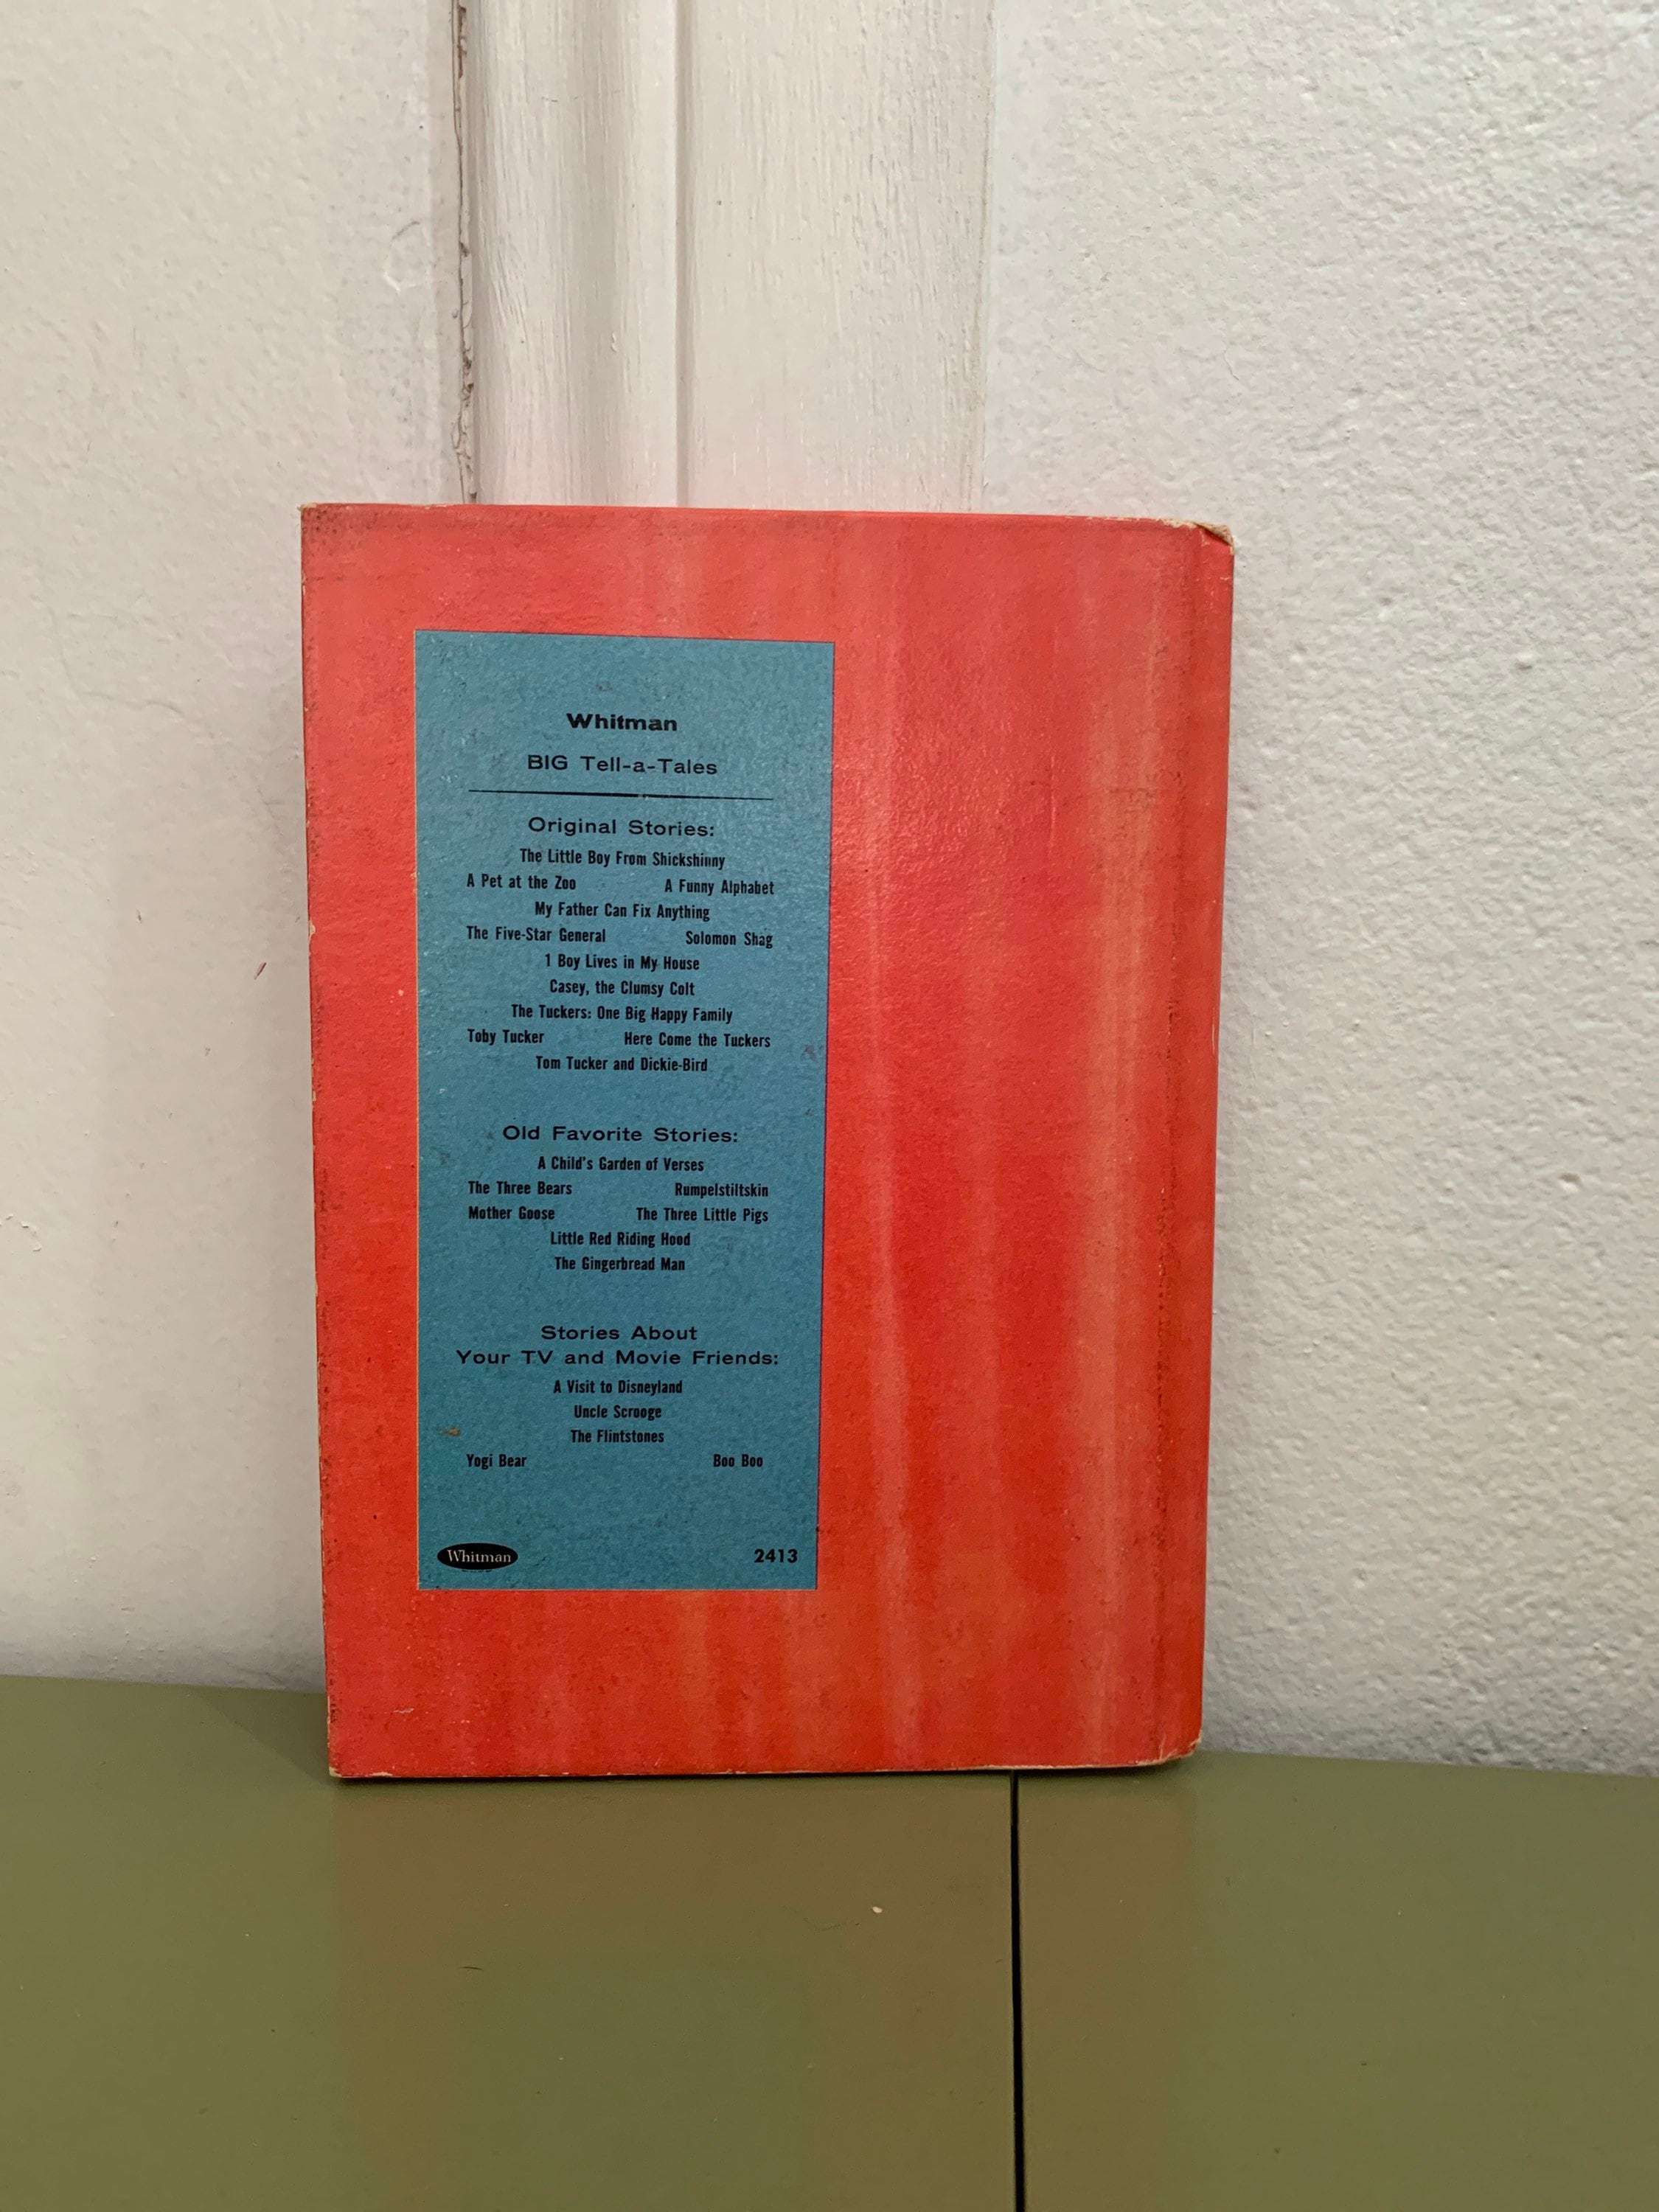 Whitman
BIG Tell-a-Tales
Original Stories:
The Little Boy From Shickshinny
A Pet at the Zoo A Funny Alphabet
My Father Can Fix Anything
The Five-Star General Solomon Shag
1 Boy Lives in My House
Casey, the Clumsy Colt
The Tuckers: One Big Happy Family
Toby Tucker Here Come the Tuckers
Tom Tucker and Dickie-Bird
Old Favorite Stories:
A Child's Garden of Verses
The Three Bears Rumpelstiltskin
Mother Goose The Three Little Pigs
Little Red Riding Hood
The Gingerbread Man
Stories About
Your TV and Movie Friends:
A Visit to Disneyland
Uncle Scrooge
The Flintstones
Yogi Bear Boo Boo
Whitman 2413